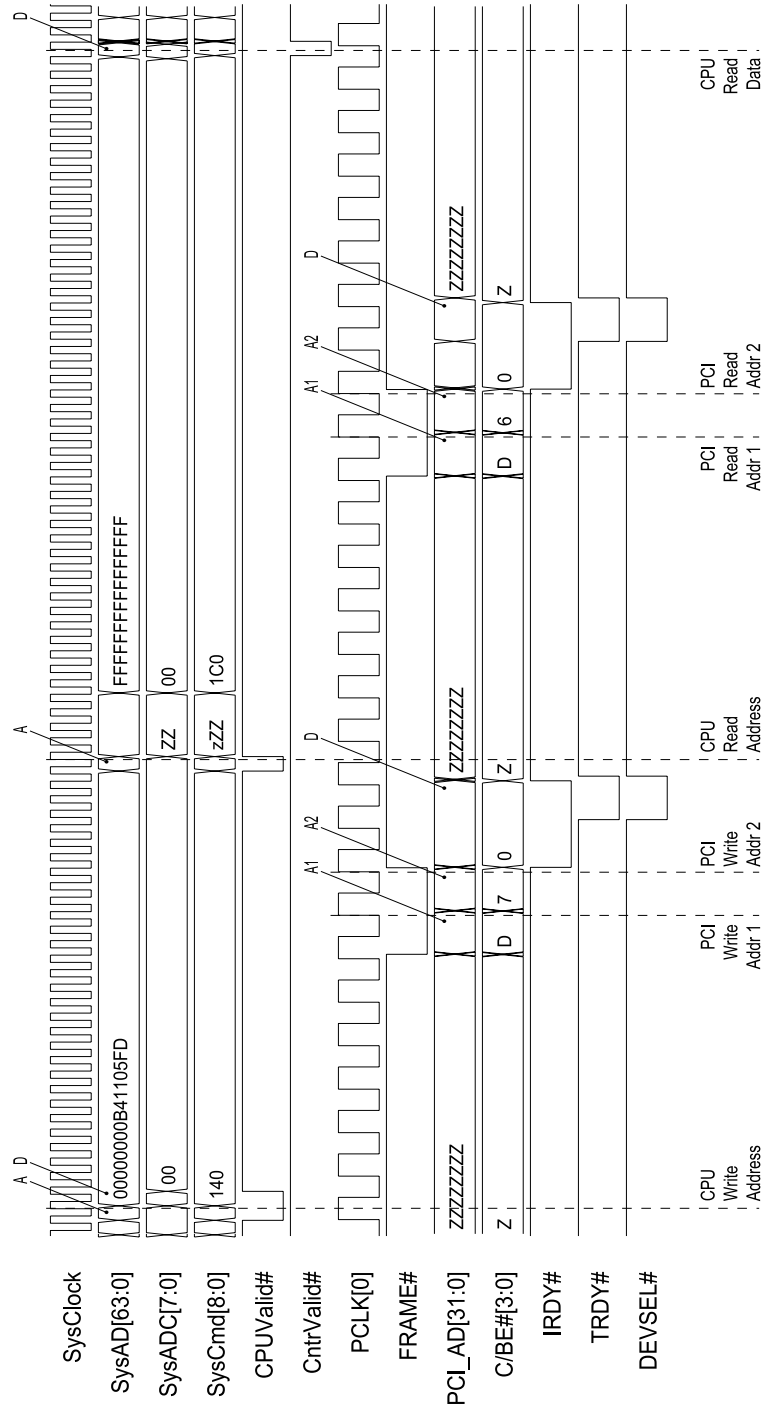 A D A D
SysClock
SysAD[63:0] 00000000B41105FD FFFFFFFFFFFFFFFF
SysADC[7:0] 00 ZZ 00
SysCmd[8:0] 140 zZZ 1C0
CPUValid#
CntrValid#
A1 A2 D A1 A2 D
PCLK[0]
FRAME#
PCI_AD[31:0] ZZZZZZZZ ZZZZZZZZZ ZZZZZZZZZ
C/BE#[3:0] Z D 7 0 Z D 6 0 Z
IRDY#
TRDY#
DEVSEL#
CPU
Write
Address
PCI
Write
Addr 1
PCI
Write
Addr 2
CPU
Read
Address
PCI
Read
Addr 1
PCI
Read
Addr 2
CPU
Read
Data